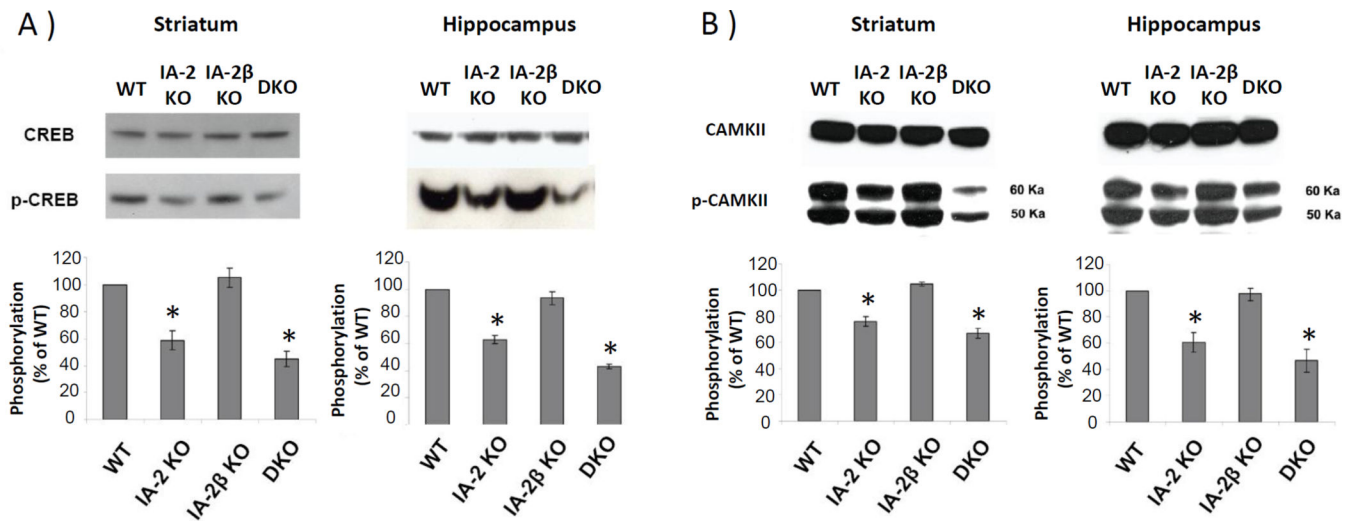 A )
Striatum
Hippocampus
WT
IA-2
KO
IA-2β
KO
DKO
WT
IA-2
KO
IA-2β
KO
DKO
CREB
p-CREB
Phosphorylation
(% of WT)
120
100
80
60
40
20
0
WT
IA-2 KO
IA-2β KO
DKO
*
*
Phosphorylation
(% of WT)
120
100
80
60
40
20
0
WT
IA-2 KO
IA-2β KO
DKO
*
*
B )
Striatum
Hippocampus
WT
IA-2
KO
IA-2β
KO
DKO
WT
IA-2
KO
IA-2β
KO
DKO
CAMKII
p-CAMKII
60 Ka
50 Ka
60 Ka
50 Ka
Phosphorylation
(% of WT)
120
100
80
60
40
20
0
WT
IA-2 KO
IA-2β KO
DKO
*
*
Phosphorylation
(% of WT)
120
100
80
60
40
20
0
WT
IA-2 KO
IA-2β KO
DKO
*
*